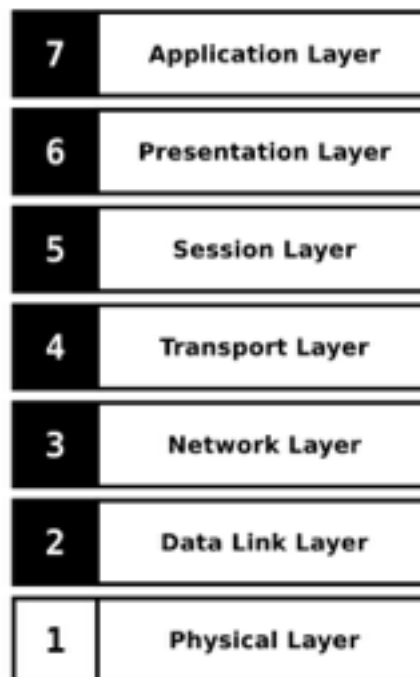 7 Application Layer
6 Presentation Layer
5 Session Layer
4 Transport Layer
3 Network Layer
2 Data Link Layer
1 Physical Layer